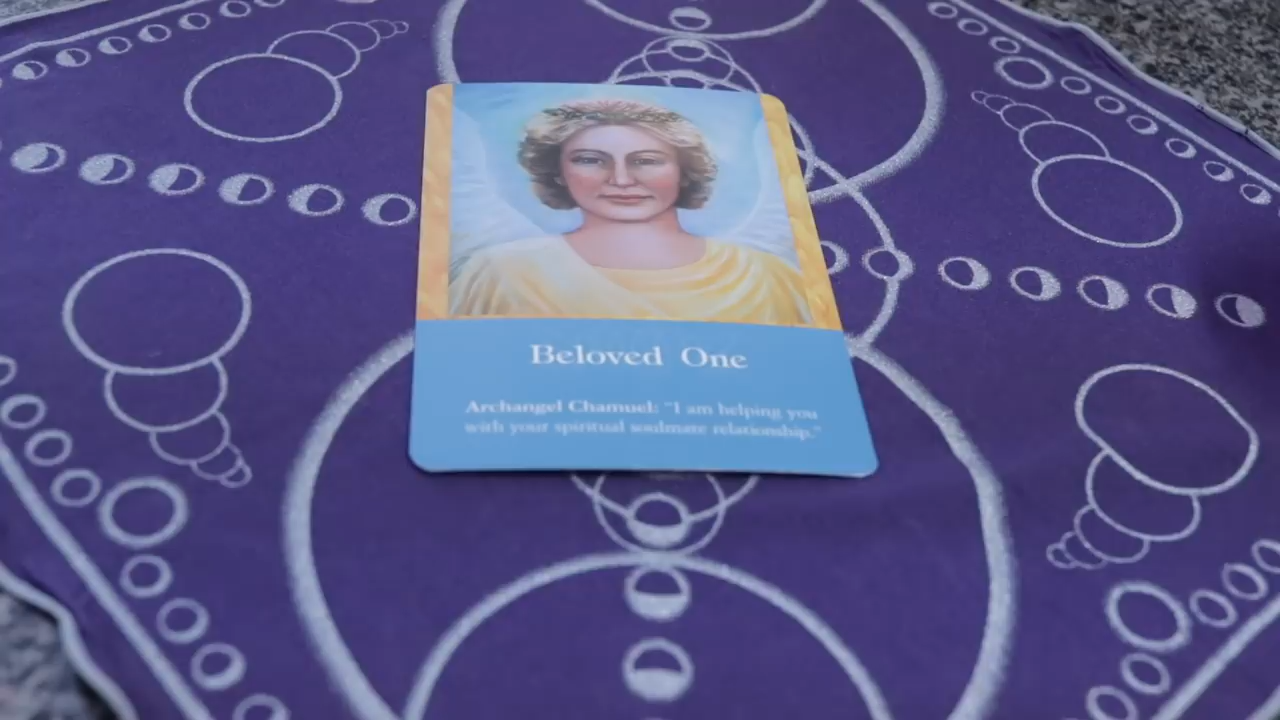 Beloved One
Archangel Chamuel: "I am helping you
with your spiritual soulmate relationship."